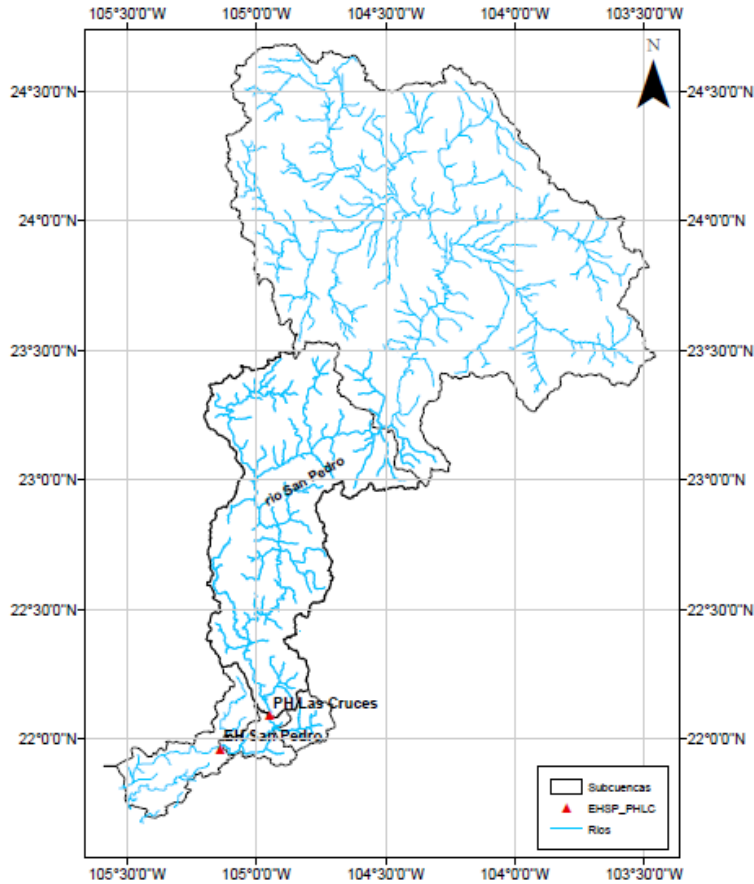 105°30'0"W 105°0'0"W 104°30'0"W 104°0'0"W 103°30'0"W
N
24°30'0"N 24°30'0"N
24°0'0"N 24°0'0"N
23°30'0"N 23°30'0"N
23°0'0"N 23°0'0"N
río San Pedro
22°30'0"N 22°30'0"N
PH Las Cruces
EH San Pedro
22°0'0"N 22°0'0"N
Subcuencas
EHSP_PHLC
Ríos
105°30'0"W 105°0'0"W 104°30'0"W 104°0'0"W 103°30'0"W